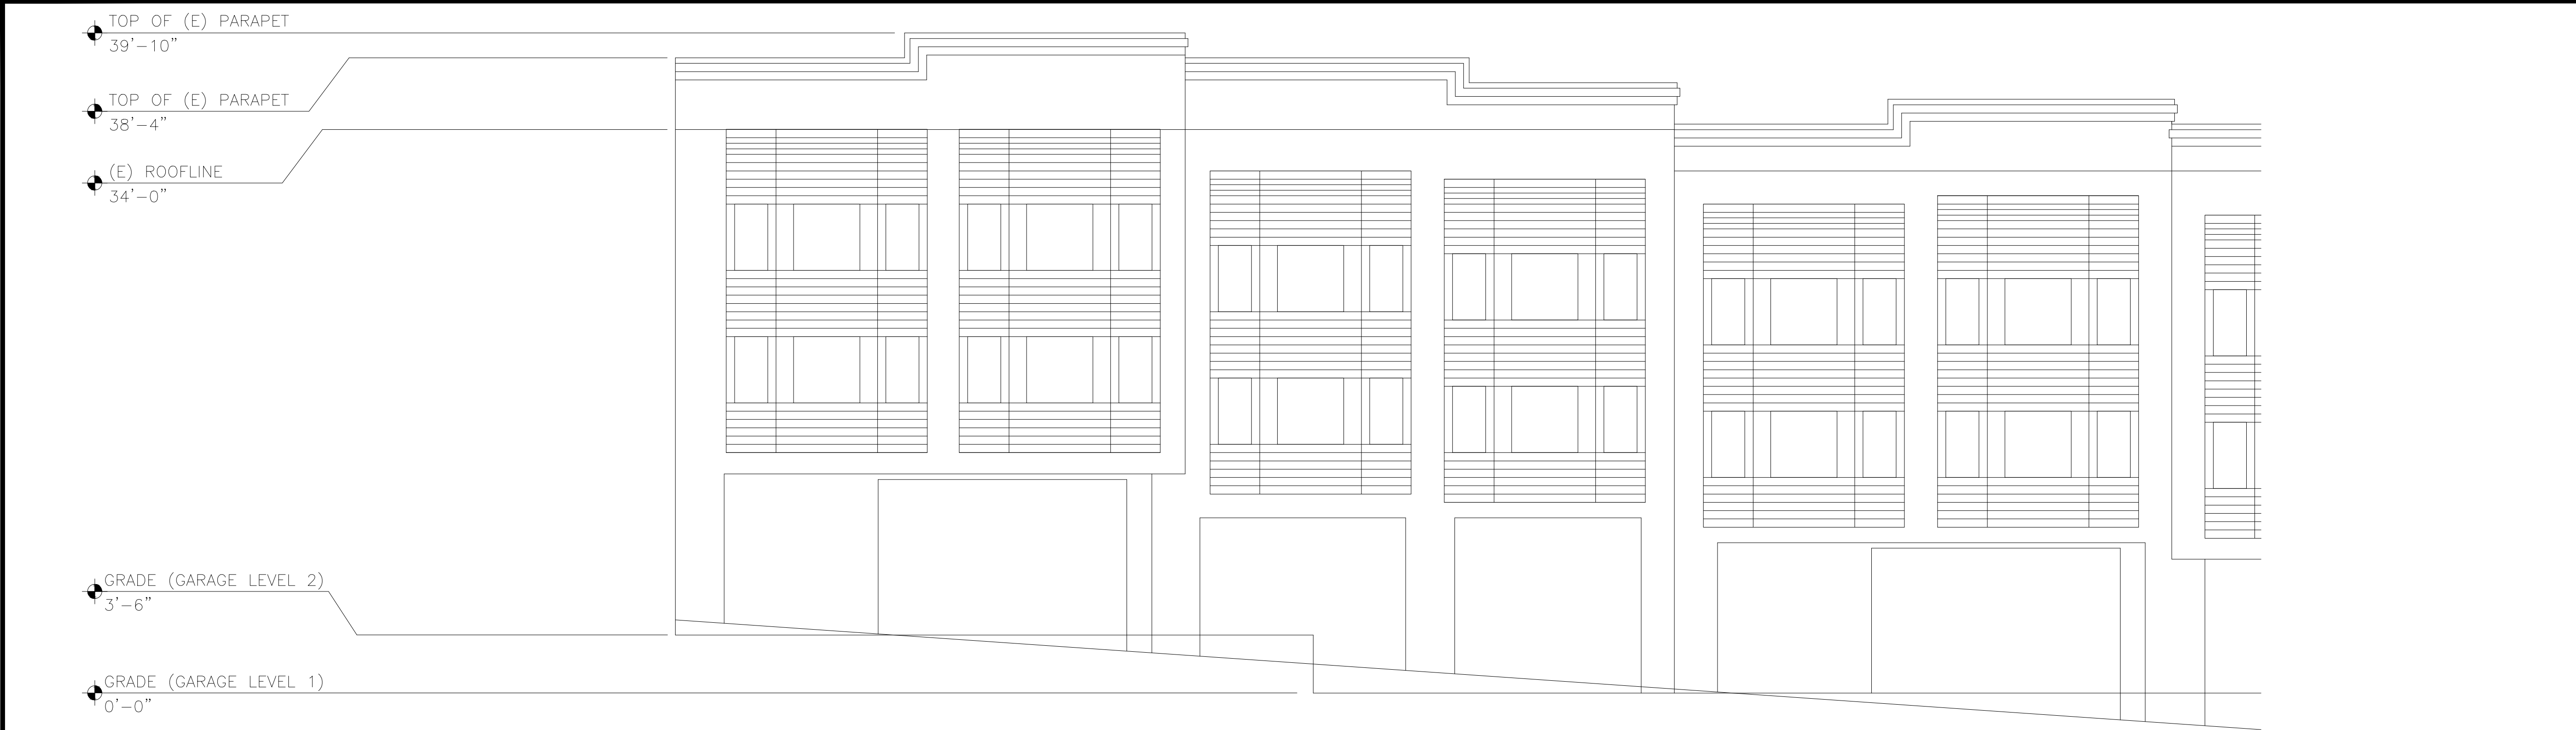 TOP OF (E) PARAPET
39'-10"
TOP OF (E) PARAPET
38'-4"
(E) ROOFLINE
34'-0"
GRADE (GARAGE LEVEL 2)
3'-6"
GRADE (GARAGE LEVEL 1)
0'-0"